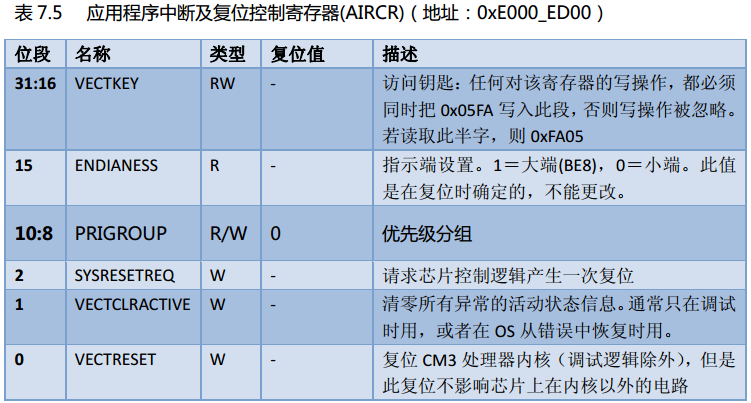 表 7.5 应用程序中断及复位控制寄存器(AIRCR)（地址：0xE000_ED00）
位段 名称 类型 复位值 描述
31:16 VECTKEY RW - 访问钥匙：任何对该寄存器的写操作，都必须
同时把 0x05FA 写入此段，否则写操作被忽略。
若读取此半字，则 0xFA05
15 ENDIANESS R - 指示端设置。1＝大端(BE8)，0＝小端。此值
是在复位时确定的，不能更改。
10:8 PRIGROUP R/W 0 优先级分组
2 SYSRESETREQ W - 请求芯片控制逻辑产生一次复位
1 VECTCLRACTIVE W - 清零所有异常的活动状态信息。通常只在调试
时用，或者在 OS 从错误中恢复时用。
0 VECTRESET W - 复位 CM3 处理器内核（调试逻辑除外），但是
此复位不影响芯片上在内核以外的电路